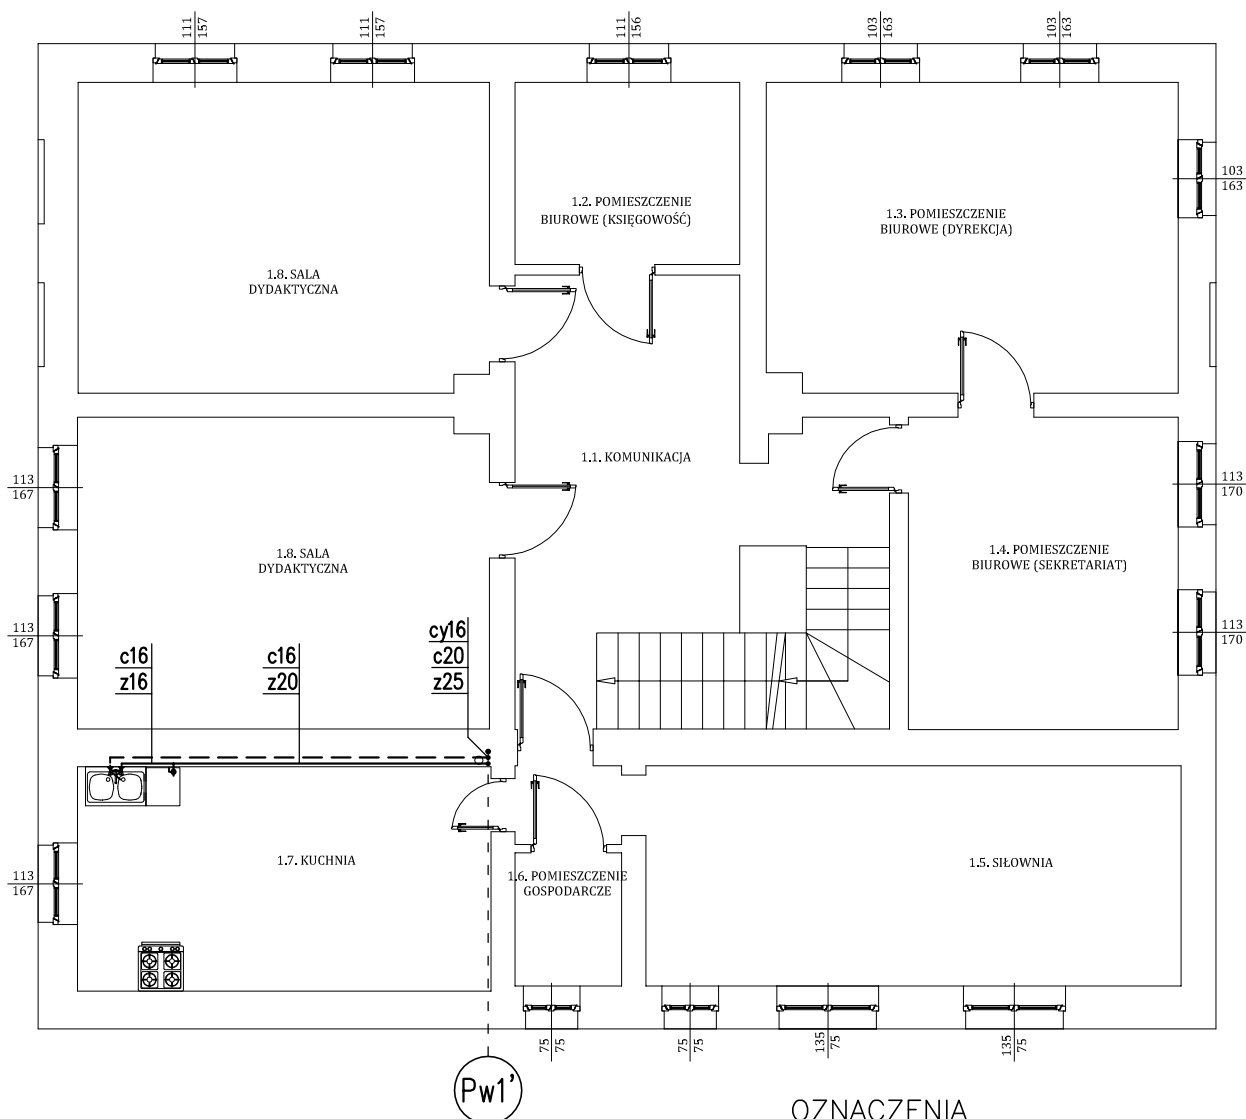 111
157
111
157
111
156
103
163
103
163
103
163
1.2. POMIESZCZENIE
BIUROWE (KSIĘGOWOŚĆ)
1.3. POMIESZCZENIE
BIUROWE (DYREKCJA)
1.8. SALA
DYDAKTYCZNA
1.1. KOMUNIKACJA
113
167
113
170
1.8. SALA
DYDAKTYCZNA
1.4. POMIESZCZENIE
BIUROWE (SEKRETARIAT)
113
167
113
170
c16
z16
c16
z20
cy16
c20
z25
1.7. KUCHNIA
1.6. POMIESZCZENIE
GOSPODARCZE
1.5. SIŁOWNIA
113
167
75
75
75
75
135
75
135
75
Pw1'
OZNACZENIA